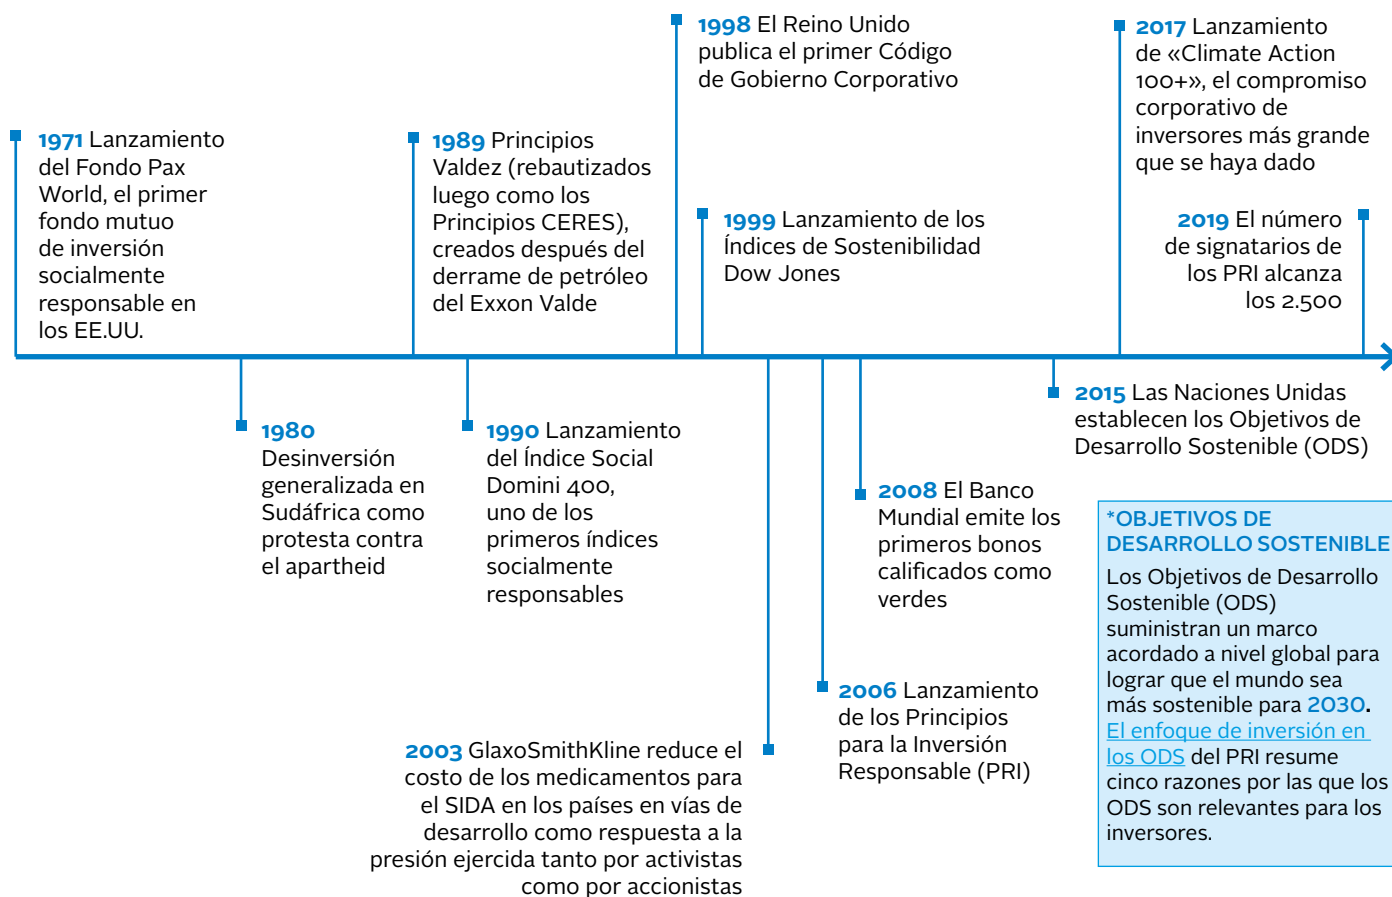 1971 Lanzamiento
del Fondo Pax
World, el primer
fondo mutuo
de inversión
socialmente
responsable en
los EE.UU.
1980
Desinversión
generalizada en
Sudáfrica como
protesta contra
el apartheid
1989 Principios
Valdez (rebautizados
luego como los
Principios CERES),
creados después del
derrame de petróleo
del Exxon Valde
1990 Lanzamiento
del Índice Social
Domini 400,
uno de los
primeros índices
socialmente
responsables
1998 El Reino Unido
publica el primer Código
de Gobierno Corporativo
1999 Lanzamiento de los
Índices de Sostenibilidad
Dow Jones
2003 GlaxoSmithKline reduce el
costo de los medicamentos para
el SIDA en los países en vías de
desarrollo como respuesta a la
presión ejercida tanto por activistas
como por accionistas
2006 Lanzamiento
de los Principios
para la Inversión
Responsable (PRI)
2008 El Banco
Mundial emite los
primeros bonos
calificados como
verdes
2015 Las Naciones Unidas
establecen los Objetivos de
Desarrollo Sostenible (ODS)
2017 Lanzamiento
de «Climate Action
100+», el compromiso
corporativo de
inversores más grande
que se haya dado
2019 El número
de signatarios de
los PRI alcanza
los 2.500
*OBJETIVOS DE
DESARROLLO SOSTENIBLE
Los Objetivos de Desarrollo
Sostenible (ODS)
suministran un marco
acordado a nivel global para
lograr que el mundo sea
más sostenible para 2030.
El enfoque de inversión en
los ODS del PRI resume
cinco razones por las que los
ODS son relevantes para los
inversores.